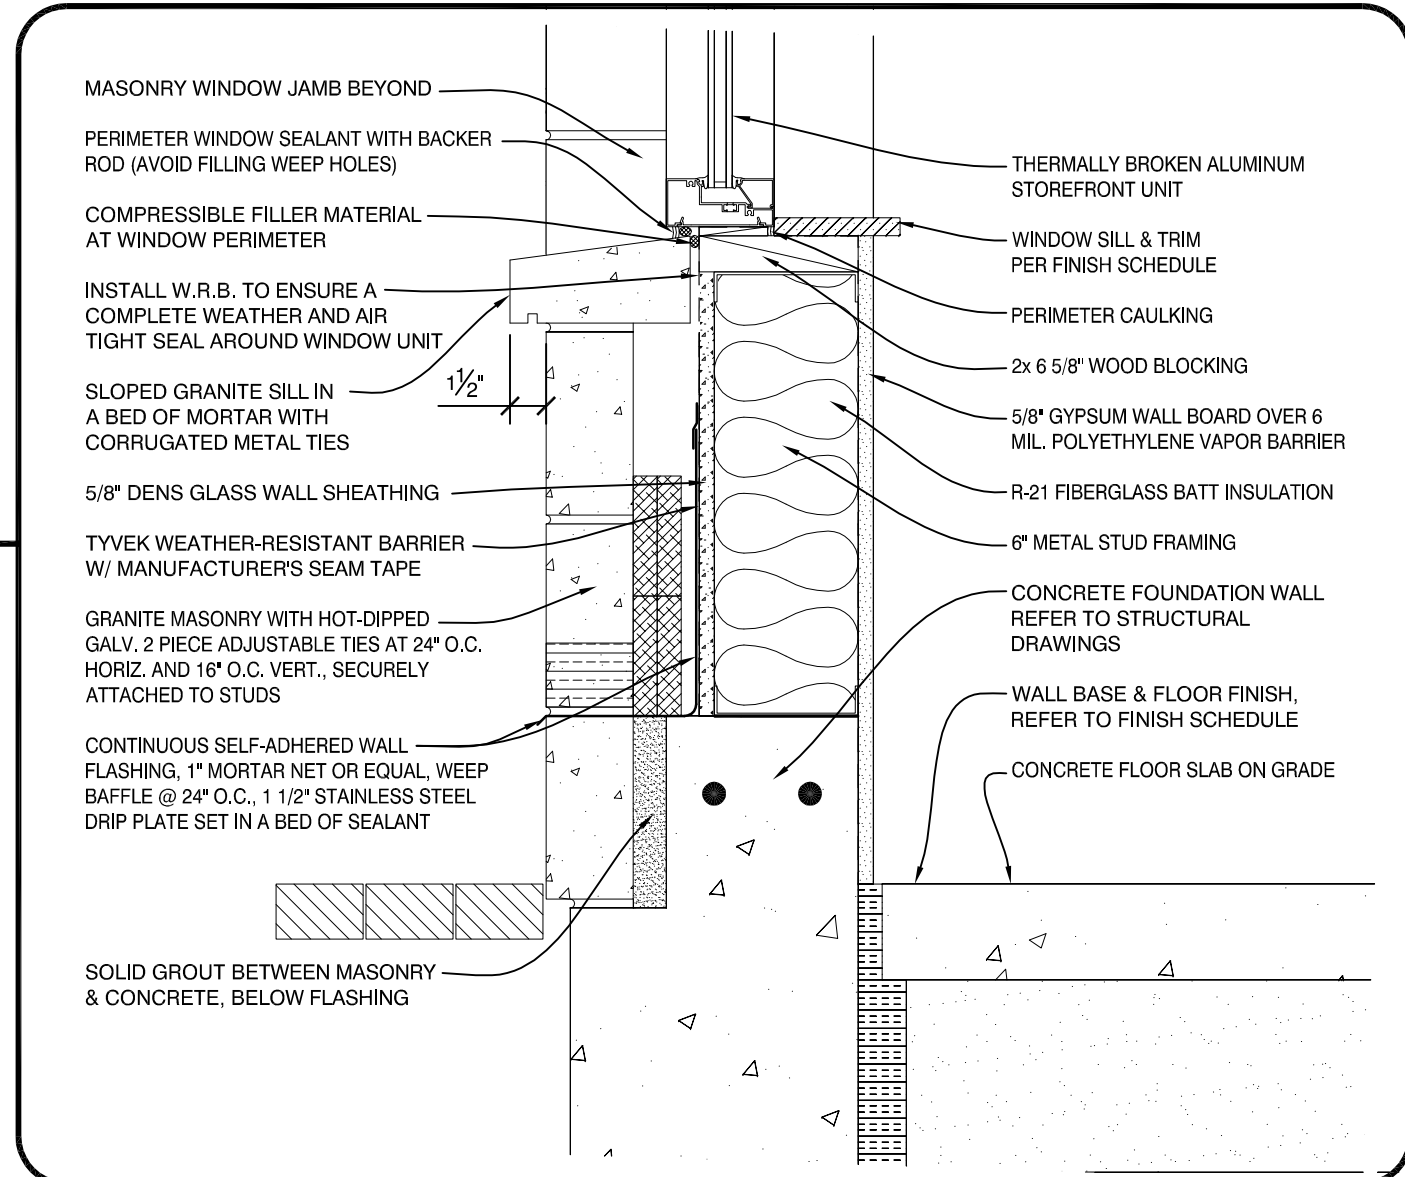 MASONRY WINDOW JAMB BEYOND
PERIMETER WINDOW SEALANT WITH BACKER
ROD (AVOID FILLING WEEP HOLES)
COMPRESSIBLE FILLER MATERIAL
AT WINDOW PERIMETER
INSTALL W.R.B. TO ENSURE A
COMPLETE WEATHER AND AIR
TIGHT SEAL AROUND WINDOW UNIT
SLOPED GRANITE SILL IN
A BED OF MORTAR WITH
CORRUGATED METAL TIES
1½"
5/8" DENS GLASS WALL SHEATHING
TYVEK WEATHER-RESISTANT BARRIER
W/ MANUFACTURER'S SEAM TAPE
GRANITE MASONRY WITH HOT-DIPPED
GALV. 2 PIECE ADJUSTABLE TIES AT 24" O.C.
HORIZ. AND 16" O.C. VERT., SECURELY
ATTACHED TO STUDS
CONTINUOUS SELF-ADHERED WALL
FLASHING, 1" MORTAR NET OR EQUAL, WEEP
BAFFLE @ 24" O.C., 1 1/2" STAINLESS STEEL
DRIP PLATE SET IN A BED OF SEALANT
SOLID GROUT BETWEEN MASONRY
& CONCRETE, BELOW FLASHING
THERMALLY BROKEN ALUMINUM
STOREFRONT UNIT
WINDOW SILL & TRIM
PER FINISH SCHEDULE
PERIMETER CAULKING
2x 6 5/8" WOOD BLOCKING
5/8" GYPSUM WALL BOARD OVER 6
MIL. POLYETHYLENE VAPOR BARRIER
R-21 FIBERGLASS BATT INSULATION
6" METAL STUD FRAMING
CONCRETE FOUNDATION WALL
REFER TO STRUCTURAL
DRAWINGS
WALL BASE & FLOOR FINISH,
REFER TO FINISH SCHEDULE
CONCRETE FLOOR SLAB ON GRADE